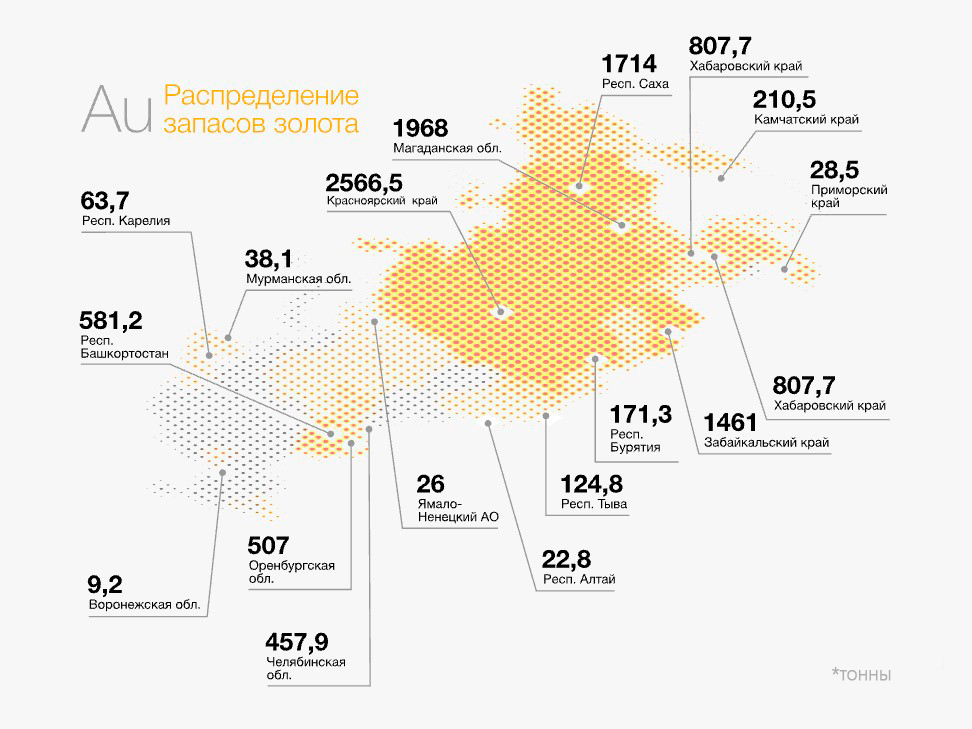 Au
Распределение
запасов золота
807,7
Хабаровский край
1714
Респ. Саха
210,5
Камчатский край
1968
Магаданская обл.
28,5
Приморский
край
2566,5
Красноярский край
63,7
Респ. Карелия
38,1
Мурманская обл.
581,2
Респ.
Башкортостан
807,7
Хабаровский край
171,3
Респ.
Бурятия
1461
Забайкальский край
26
Ямало-
Ненецкий АО
124,8
Респ. Тыва
507
Оренбургская
обл.
22,8
Респ. Алтай
9,2
Воронежская обл.
457,9
Челябинская
обл.
*тонны